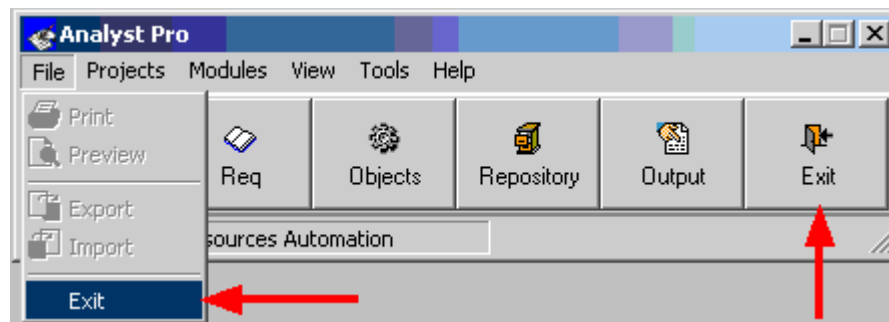 Analyst Pro
File Projects Modules View Tools Help
Print
Preview
Export
Import
Exit
Req Objects Repository Output Exit
Automation